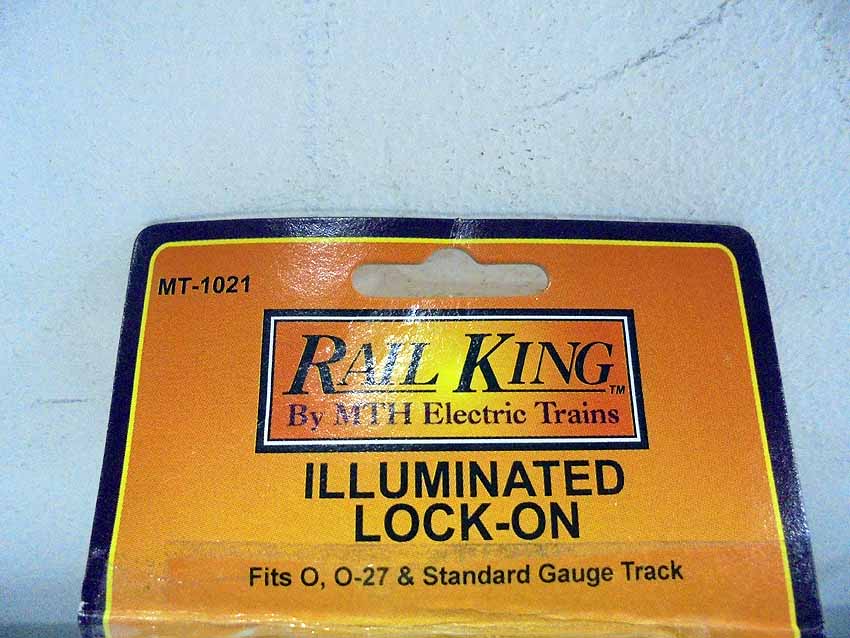 MT-1021
RAIL KING™
By MTH Electric Trains
ILLUMINATED
LOCK-ON
Fits O, O-27 & Standard Gauge Track